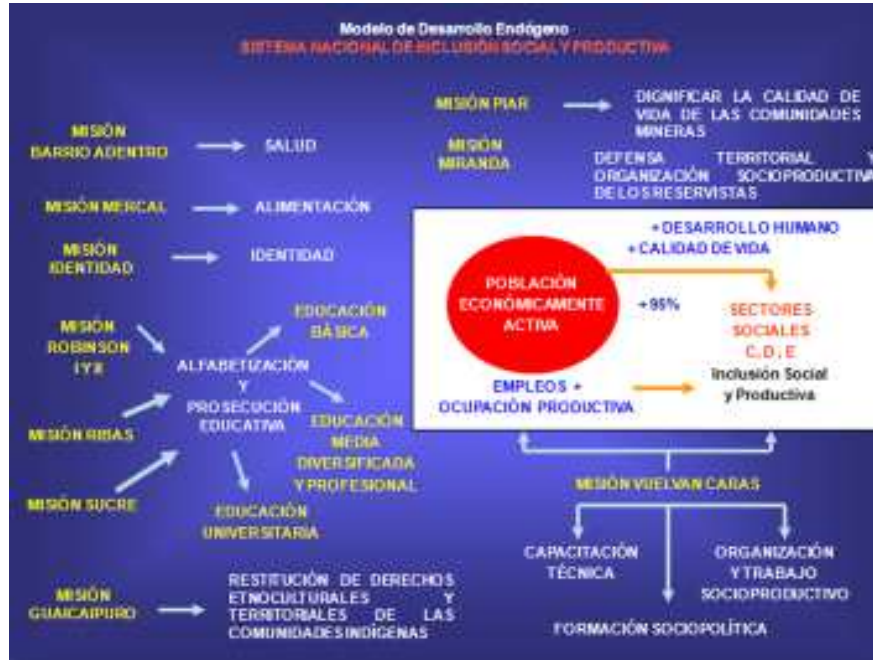 Modelo de Desarrollo Endógeno
SISTEMA NACIONAL DE INCLUSIÓN SOCIAL Y PRODUCTIVA
MISIÓN
BARRIO ADENTRO
SALUD
MISIÓN MERCAL
ALIMENTACIÓN
MISIÓN
IDENTIDAD
IDENTIDAD
MISIÓN
ROBINSON
I Y II
MISIÓN RIBAS
MISIÓN SUCRE
ALFABETIZACIÓN
Y
PROSECUCIÓN
EDUCATIVA
EDUCACIÓN
BÁSICA
EDUCACIÓN
MEDIA
DIVERSIFICADA
Y PROFESIONAL
EDUCACIÓN
UNIVERSITARIA
MISIÓN
GUAICAIPURO
RESTITUCIÓN DE DERECHOS
ETNOCULTURALES Y
TERRITORIALES DE LAS
COMUNIDADES INDÍGENAS
MISIÓN PIAR
DIGNIFICAR LA CALIDAD DE
VIDA DE LAS COMUNIDADES
MINERAS
MISIÓN
MIRANDA
DEFENSA TERRITORIAL Y
ORGANIZACIÓN SOCIOPRODUCTIVA
DE LOS RESERVISTAS
+ DESARROLLO HUMANO
+ CALIDAD DE VIDA
POBLACIÓN
ECONÓMICAMENTE
ACTIVA
+95%
SECTORES
SOCIALES
C, D, E
Inclusión Social
y Productiva
EMPLEOS +
OCUPACIÓN PRODUCTIVA
MISIÓN VUELVAN CARAS
CAPACITACIÓN
TÉCNICA
ORGANIZACIÓN
Y TRABAJO
SOCIOPRODUCTIVO
FORMACIÓN SOCIOPOLÍTICA